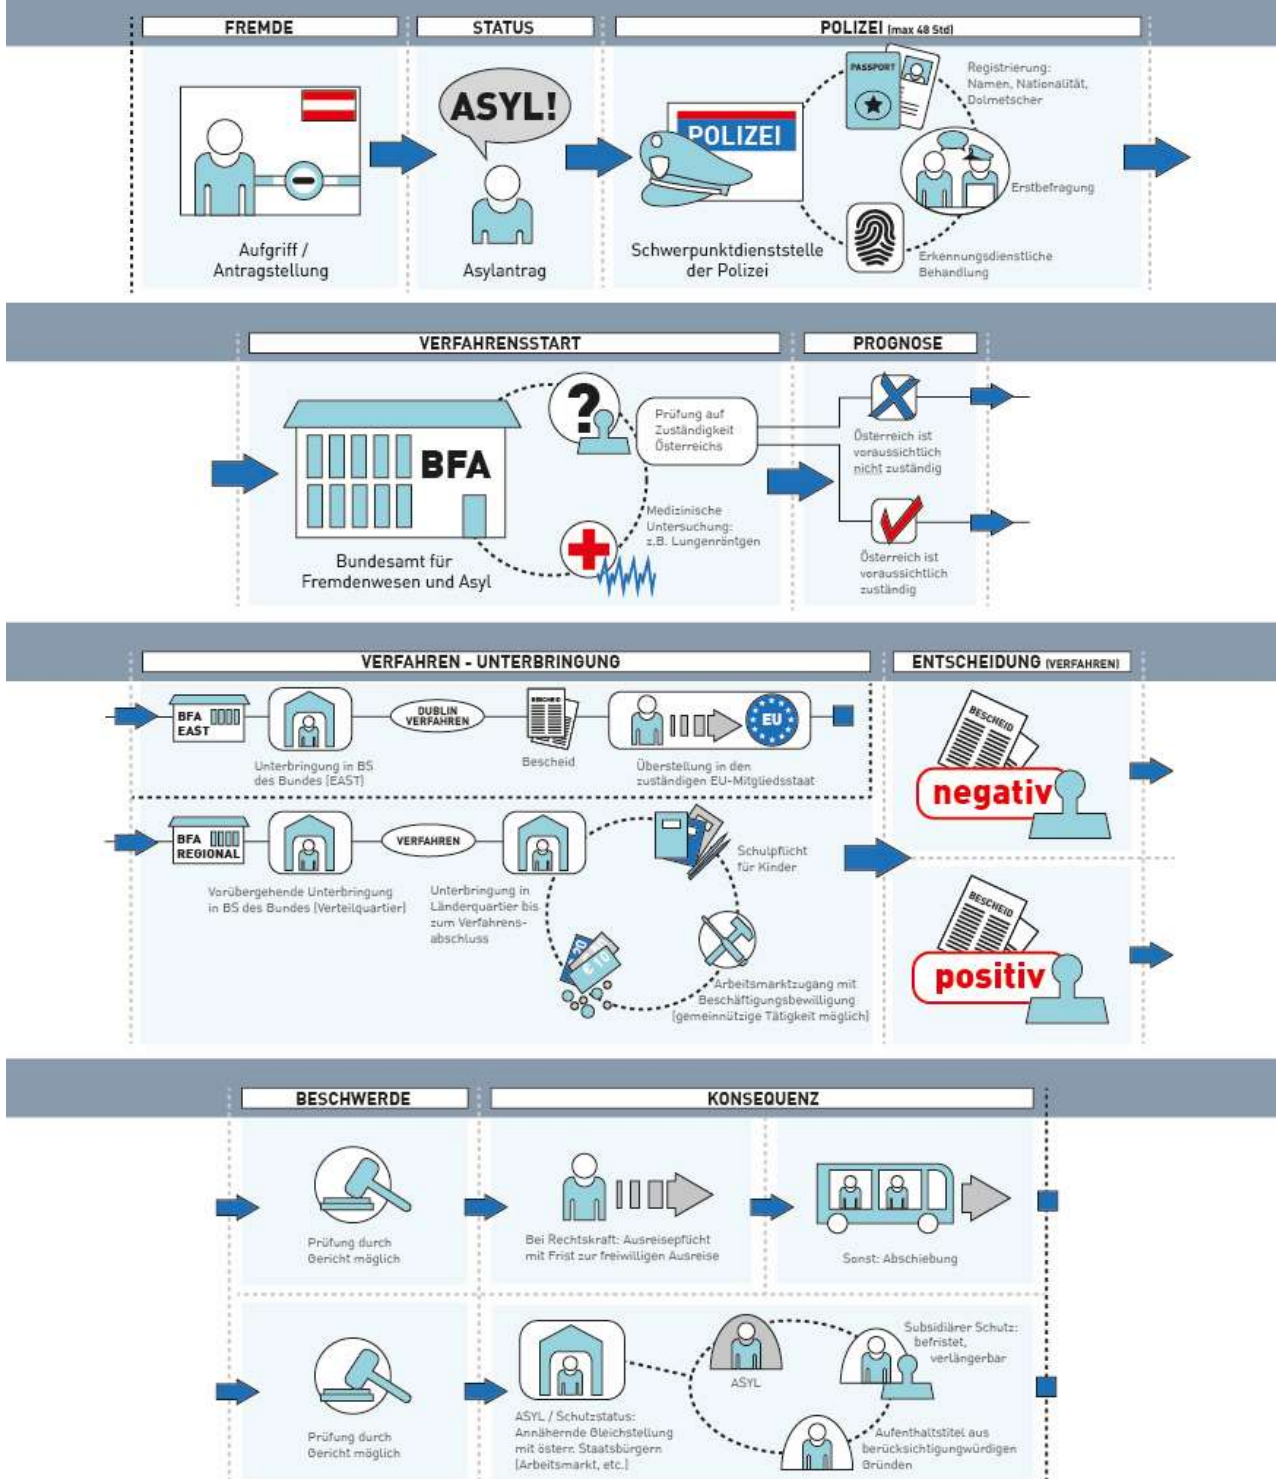 FREMDE
STATUS
POLIZEI (max 48 Std)
ASYL!
POLIZEI
PASSPORT
Registrierung:
Namen, Nationalität,
Dolmetscher
Erstbefragung
Erkennungsdienstliche
Behandlung
Aufgriff /
Antragstellung
Asylantrag
Schwerpunktdienststelle
der Polizei
VERFAHRENSSTART
PROGNOSE
BFA
?
Prüfung auf
Zuständigkeit
Österreichs
Medizinische
Untersuchung:
z.B. Lungenröntgen
Bundesamt für
Fremdenwesen und Asyl
Österreich ist
voraussichtlich
nicht zuständig
Österreich ist
voraussichtlich
zuständig
VERFAHREN - UNTERBRINGUNG
ENTSCHEIDUNG (VERFAHREN)
BFA
EAST
DUBLIN
VERFAHREN
BESCHEID
EU
Unterbringung in BS
des Bundes (EAST)
Bescheid
Überstellung in den
zuständigen EU-Mitgliedsstaat
BFA
REGIONAL
VERFAHREN
Vorübergehende Unterbringung
in BS des Bundes (Verteilquartier)
Unterbringung in
Länderquartier bis
zum Verfahrens-
abschluss
Schulpflicht
für Kinder
20
€ 10
Arbeitsmarktzugang mit
Beschäftigungsbewilligung
(gemeinnützige Tätigkeit möglich)
BESCHEID
negativ
BESCHEID
positiv
BESCHWERDE
KONSEQUENZ
Prüfung durch
Gericht möglich
Bei Rechtskraft: Ausreisepflicht
mit Frist zur freiwilligen Ausreise
Sonst: Abschiebung
Prüfung durch
Gericht möglich
ASYL / Schutzstatus:
Annähernde Gleichstellung
mit österr. Staatsbürgern
(Arbeitsmarkt, etc.)
ASYL
Subsidiärer Schutz:
befristet,
verlängerbar
Aufenthaltstitel aus
berücksichtigungwürdigen
Gründen